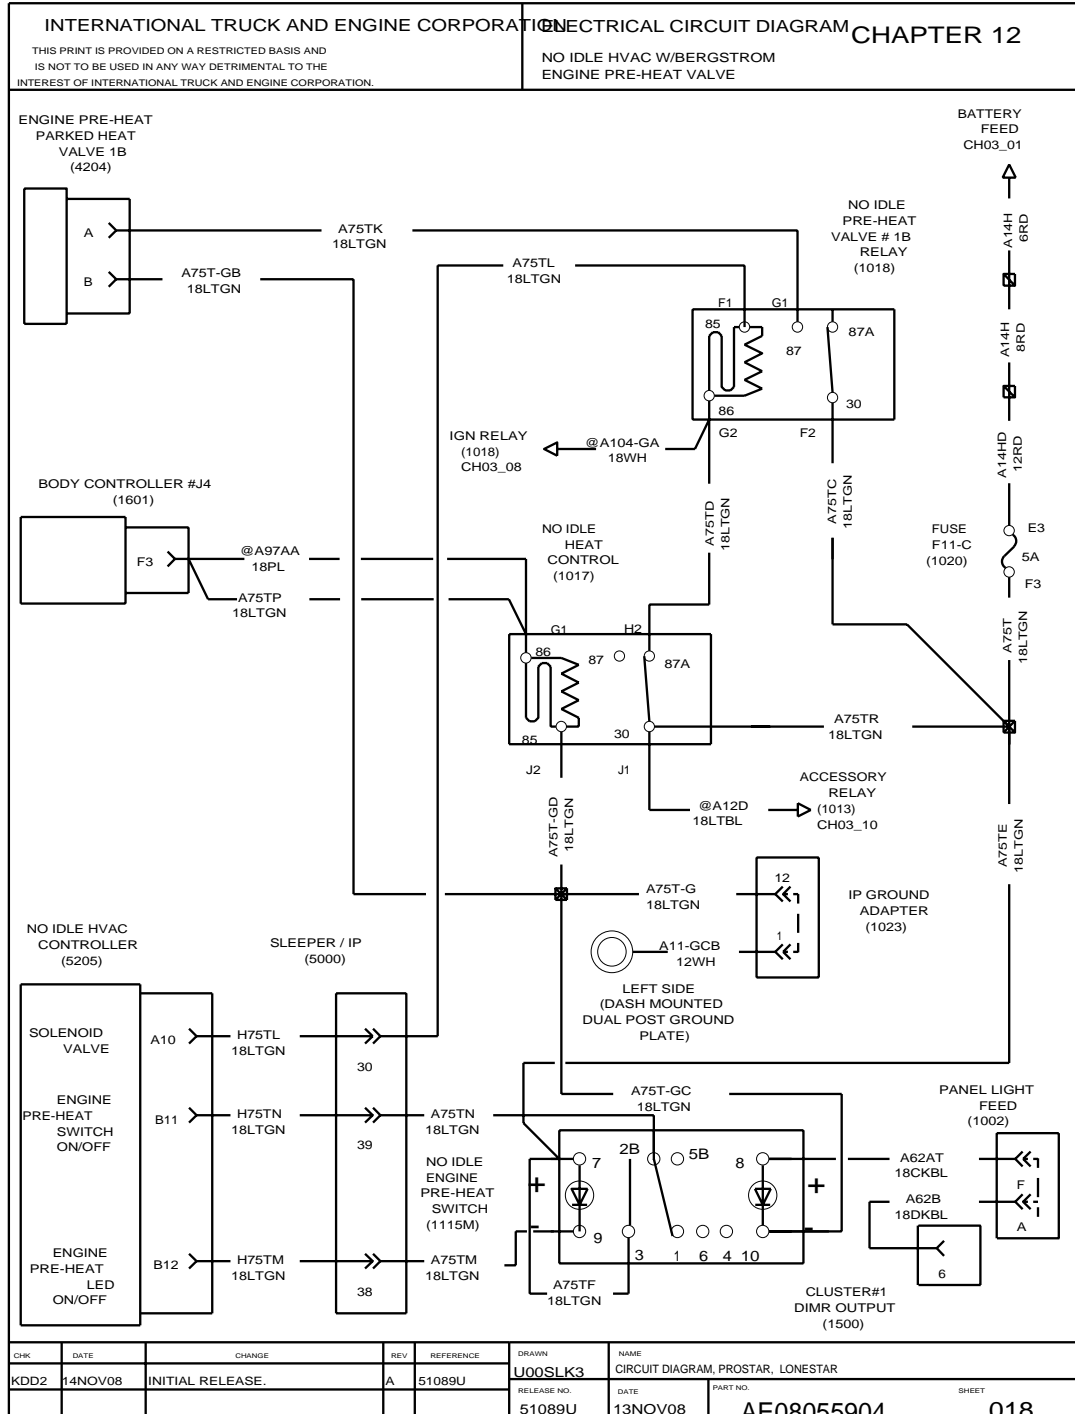 INTERNATIONAL TRUCK AND ENGINE CORPORATION
THIS PRINT IS PROVIDED ON A RESTRICTED BASIS AND
IS NOT TO BE USED IN ANY WAY DETRIMENTAL TO THE
INTEREST OF INTERNATIONAL TRUCK AND ENGINE CORPORATION.
ELECTRICAL CIRCUIT DIAGRAM
NO IDLE HVAC W/BERGSTROM
ENGINE PRE-HEAT VALVE
CHAPTER 12
ENGINE PRE-HEAT
PARKED HEAT
VALVE 1B
(4204)
A
B
A75TK
18LTGN
A75T-GB
18LTGN
A75TL
18LTGN
NO IDLE
PRE-HEAT
VALVE # 1B
RELAY
(1018)
BATTERY
FEED
CH03_01
A14H
6RD
A14H
8RD
A14HD
12RD
F1
G1
85
87
87A
86
30
G2
F2
IGN RELAY
(1018)
CH03_08
@A104-GA
18WH
A75TD
18LTGN
A75TC
18LTGN
FUSE
F11-C
(1020)
E3
5A
F3
A75T
18LTGN
BODY CONTROLLER #J4
(1601)
F3
@A97AA
18PL
A75TP
18LTGN
NO IDLE
HEAT
CONTROL
(1017)
G1
H2
86
87
87A
85
30
J2
J1
A75TR
18LTGN
ACCESSORY
RELAY
(1013)
CH03_10
@A12D
18LTBL
A75T-GD
18LTGN
A75TE
18LTGN
A75T-G
18LTGN
12
1
IP GROUND
ADAPTER
(1023)
A11-GCB
12WH
LEFT SIDE
(DASH MOUNTED
DUAL POST GROUND
PLATE)
NO IDLE HVAC
CONTROLLER
(5205)
SLEEPER / IP
(5000)
SOLENOID
VALVE
A10
H75TL
18LTGN
30
ENGINE
PRE-HEAT
SWITCH
ON/OFF
B11
H75TN
18LTGN
39
A75TN
18LTGN
ENGINE
PRE-HEAT
LED
ON/OFF
B12
H75TM
18LTGN
38
A75TM
18LTGN
NO IDLE
ENGINE
PRE-HEAT
SWITCH
(1115M)
A75T-GC
18LTGN
7
2B
5B
8
+
+
-
-
9
3
1
6
4
10
A75TF
18LTGN
PANEL LIGHT
FEED
(1002)
A62AT
18CKBL
A62B
18DKBL
F
A
6
CLUSTER#1
DIMR OUTPUT
(1500)
CHK DATE CHANGE REV REFERENCE
KDD2 14NOV08 INITIAL RELEASE. A 51089U
DRAWN
U00SLK3
NAME
CIRCUIT DIAGRAM, PROSTAR, LONESTAR
RELEASE NO.
51089U
DATE
13NOV08
PART NO.
AE08055904
SHEET
018